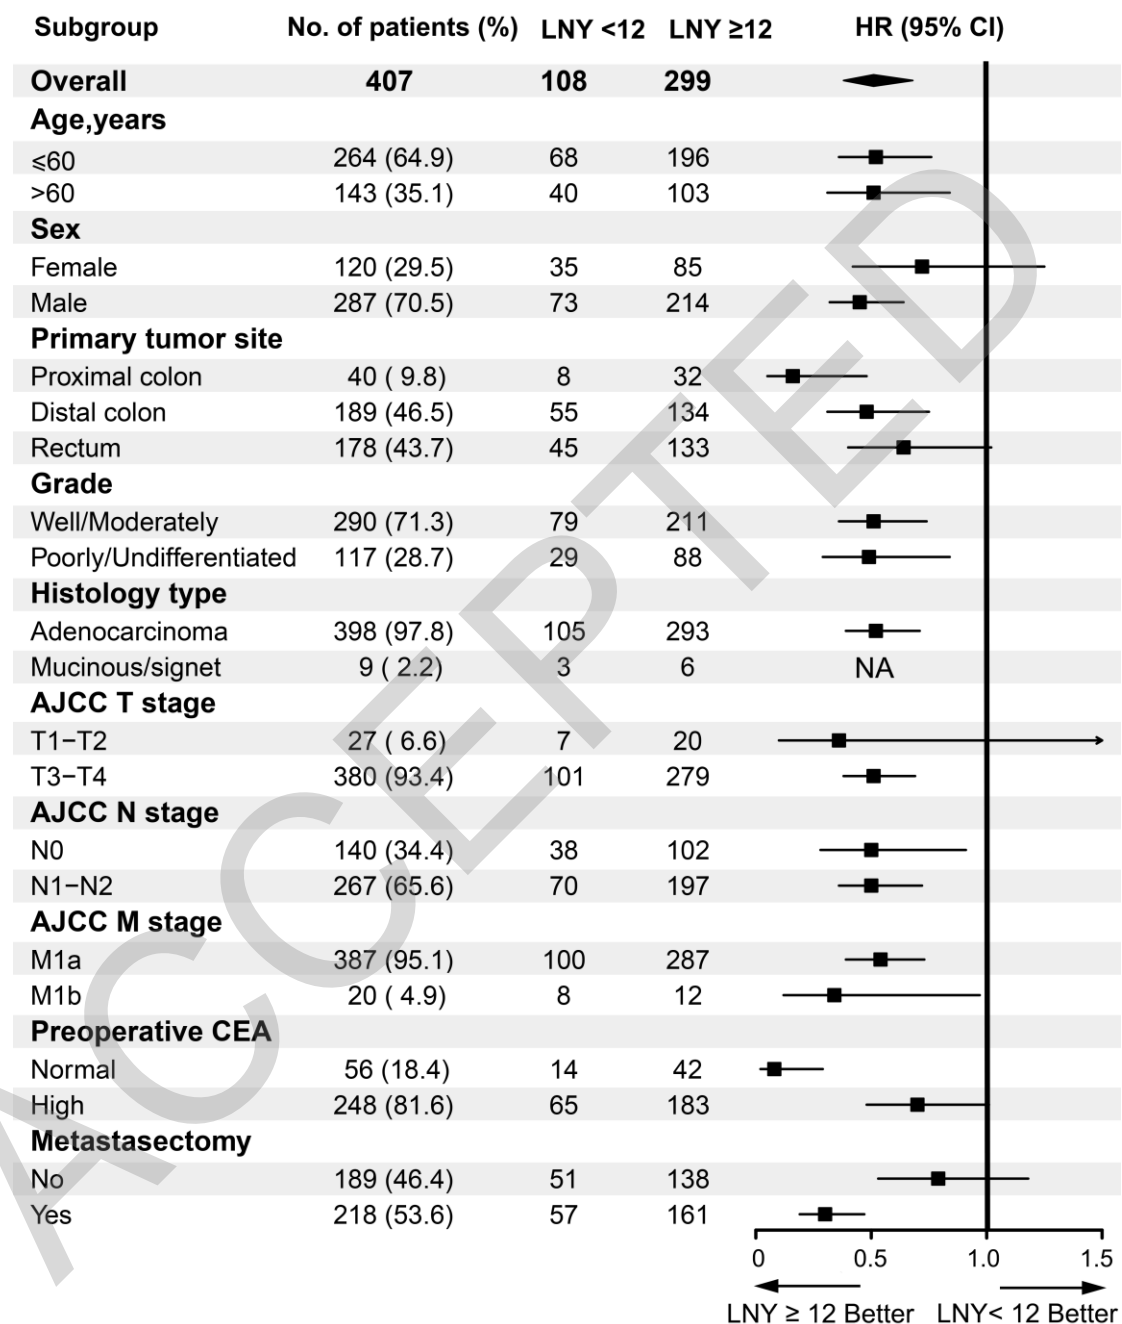 Subgroup No. of patients (%) LNY <12 LNY ≥12 HR (95% CI)
Overall 407 108 299
Age,years
⩽60 264 (64.9) 68 196
>60 143 (35.1) 40 103
Sex
Female 120 (29.5) 35 85
Male 287 (70.5) 73 214
Primary tumor site
Proximal colon 40 ( 9.8) 8 32
Distal colon 189 (46.5) 55 134
Rectum 178 (43.7) 45 133
Grade
Well/Moderately 290 (71.3) 79 211
Poorly/Undifferentiated 117 (28.7) 29 88
Histology type
Adenocarcinoma 398 (97.8) 105 293
Mucinous/signet 9 ( 2.2) 3 6 NA
AJCC T stage
T1−T2 27 ( 6.6) 7 20
T3−T4 380 (93.4) 101 279
AJCC N stage
N0 140 (34.4) 38 102
N1−N2 267 (65.6) 70 197
AJCC M stage
M1a 387 (95.1) 100 287
M1b 20 ( 4.9) 8 12
Preoperative CEA
Normal 56 (18.4) 14 42
High 248 (81.6) 65 183
Metastasectomy
No 189 (46.4) 51 138
Yes 218 (53.6) 57 161
0 0.5 1.0 1.5
LNY ≥ 12 Better LNY< 12 Better
ACCEPTED